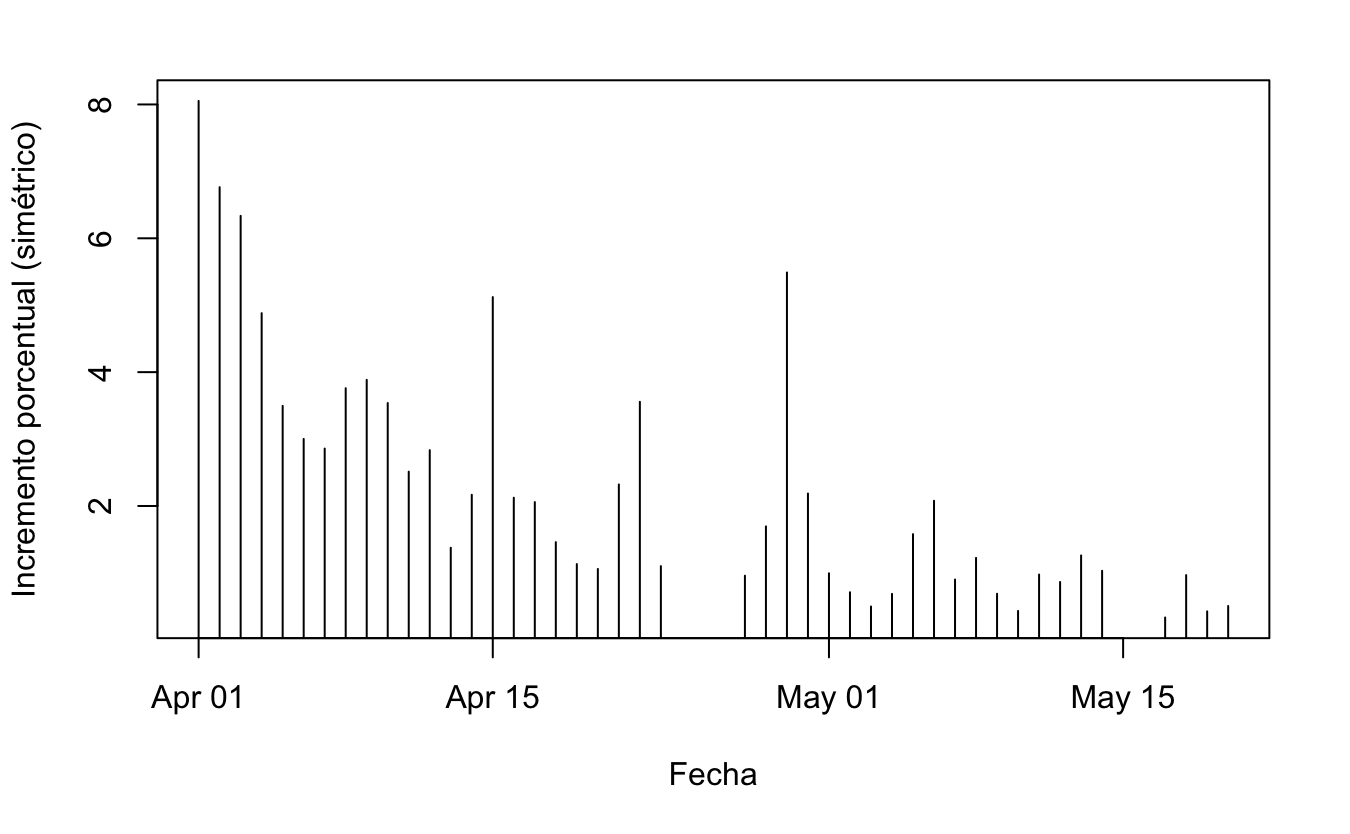 Incremento porcentual (simétrico)
8
6
4
2
Apr 01
Apr 15
May 01
May 15
Fecha